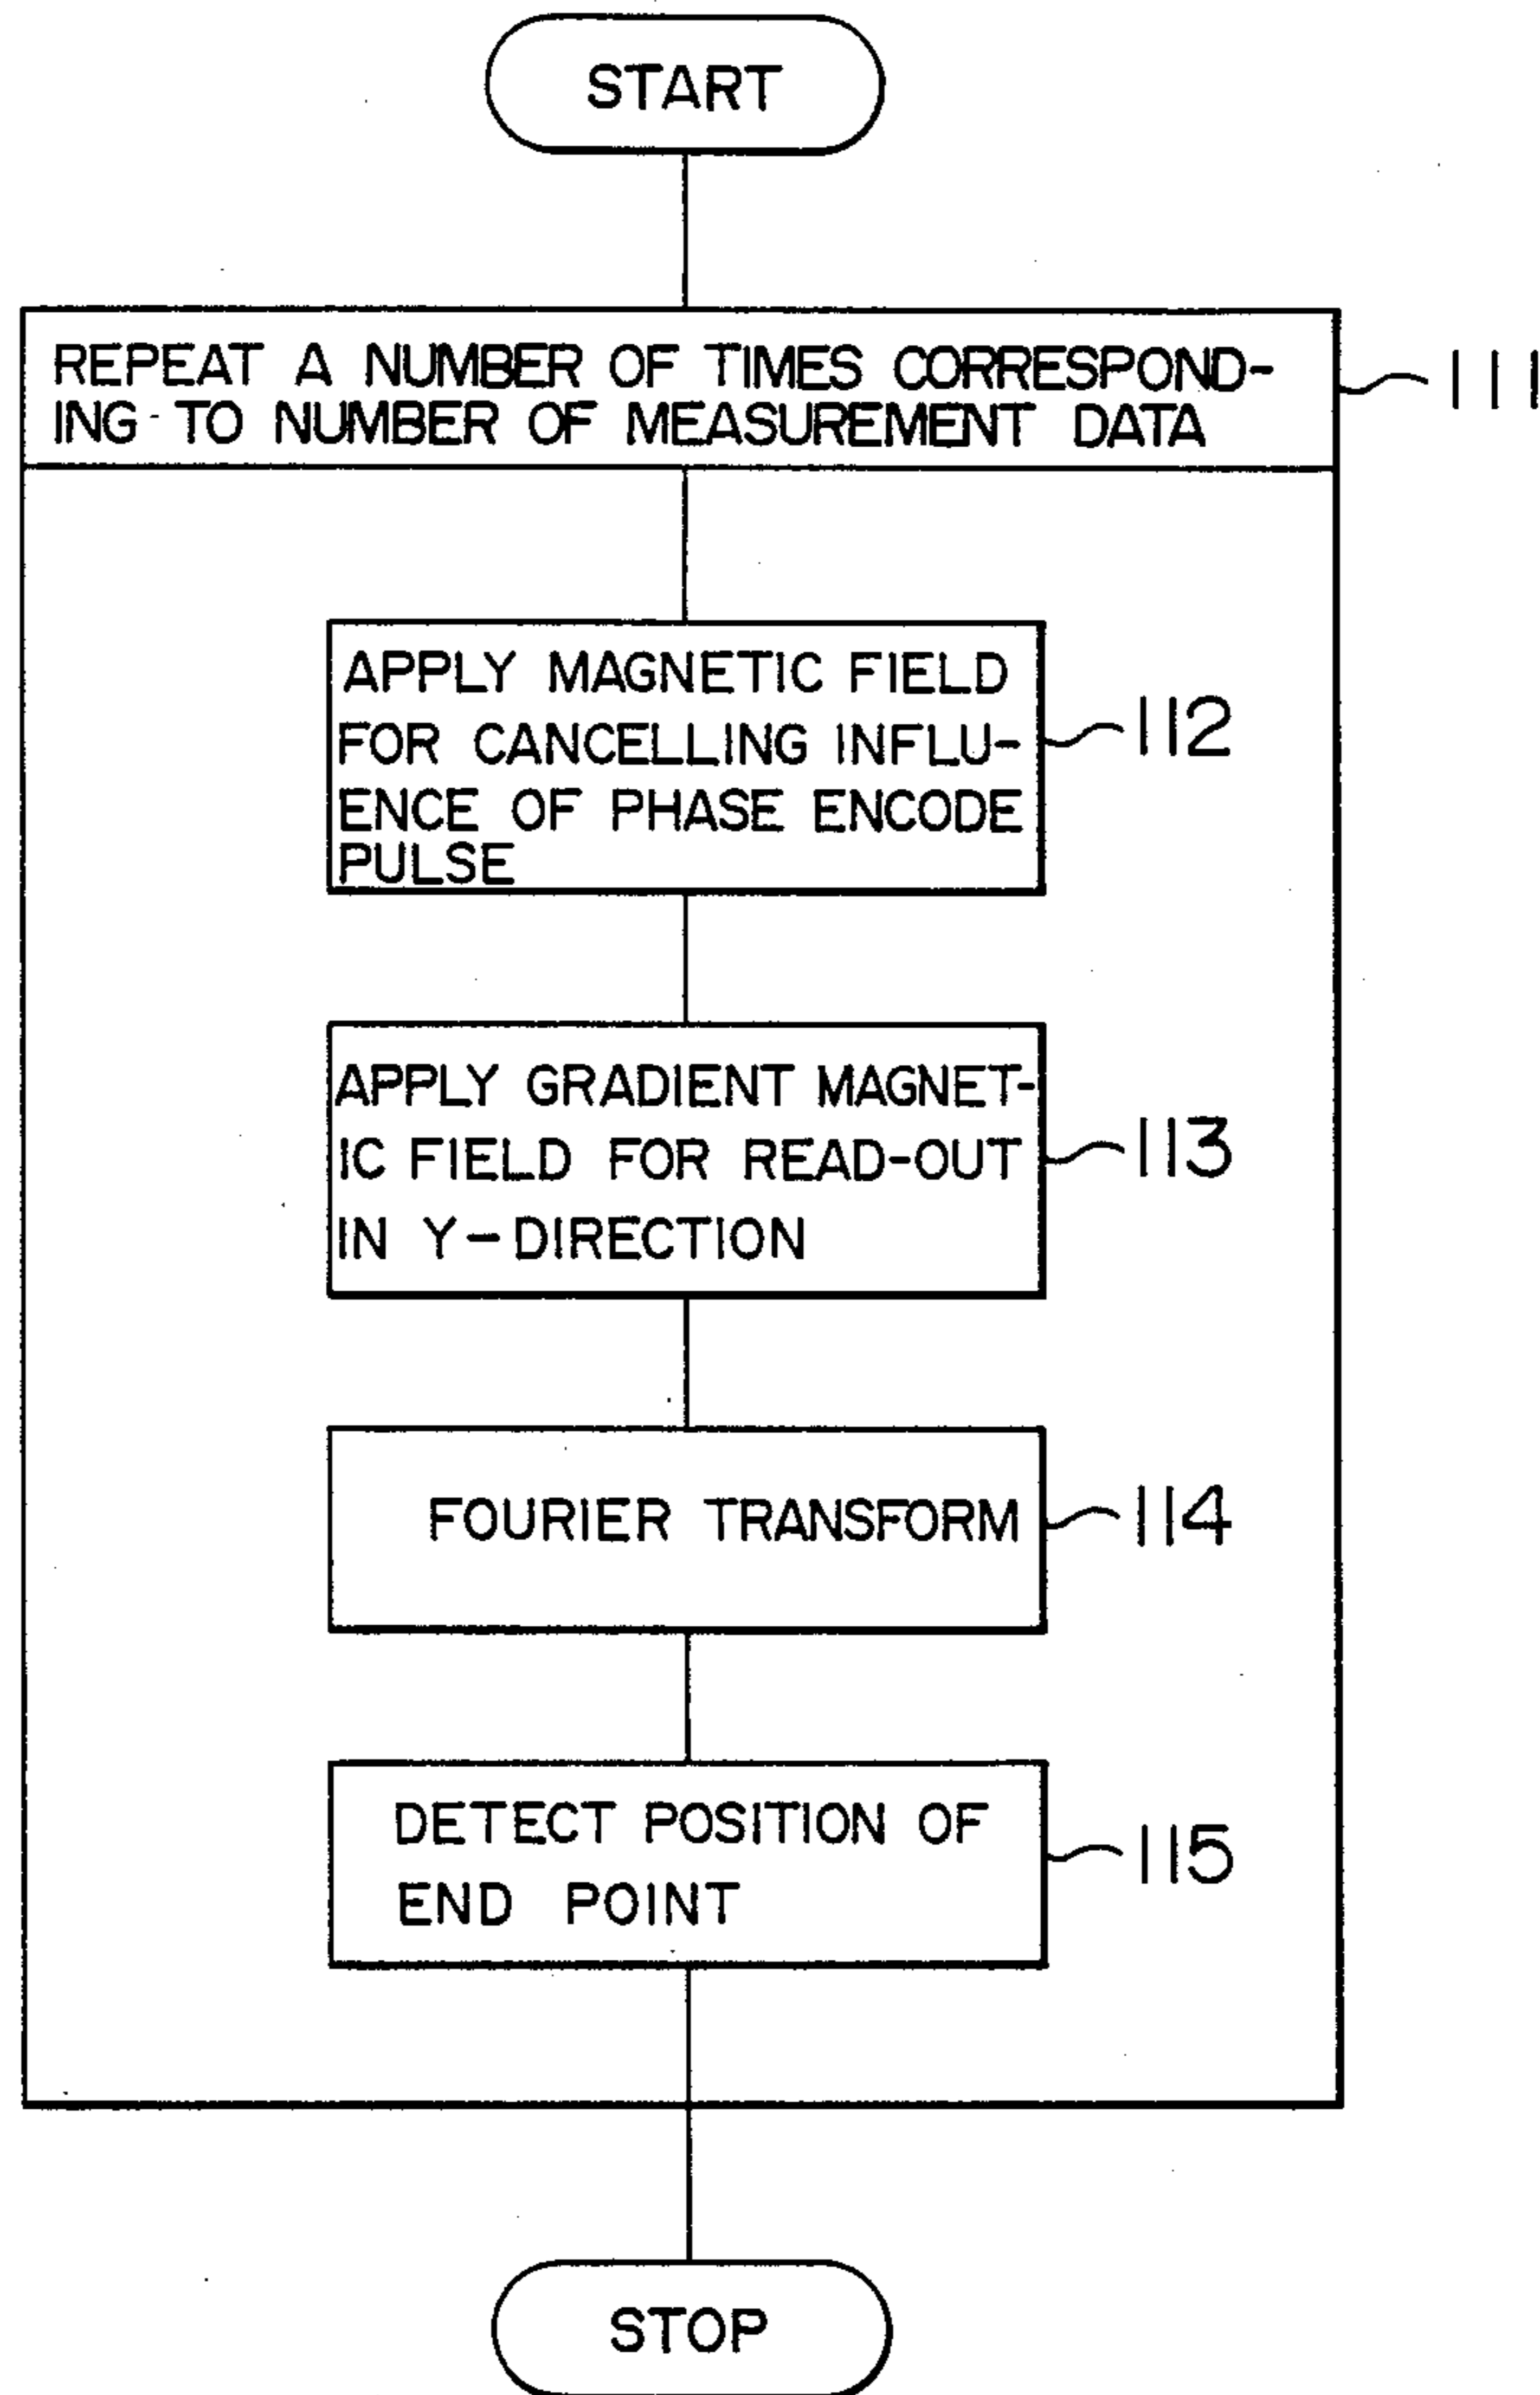 START
REPEAT A NUMBER OF TIMES CORRESPOND-
ING TO NUMBER OF MEASUREMENT DATA
111
APPLY MAGNETIC FIELD
FOR CANCELLING INFLU-
ENCE OF PHASE ENCODE
PULSE
112
APPLY GRADIENT MAGNET-
IC FIELD FOR READ-OUT
IN Y-DIRECTION
113
FOURIER TRANSFORM
114
DETECT POSITION OF
END POINT
115
STOP